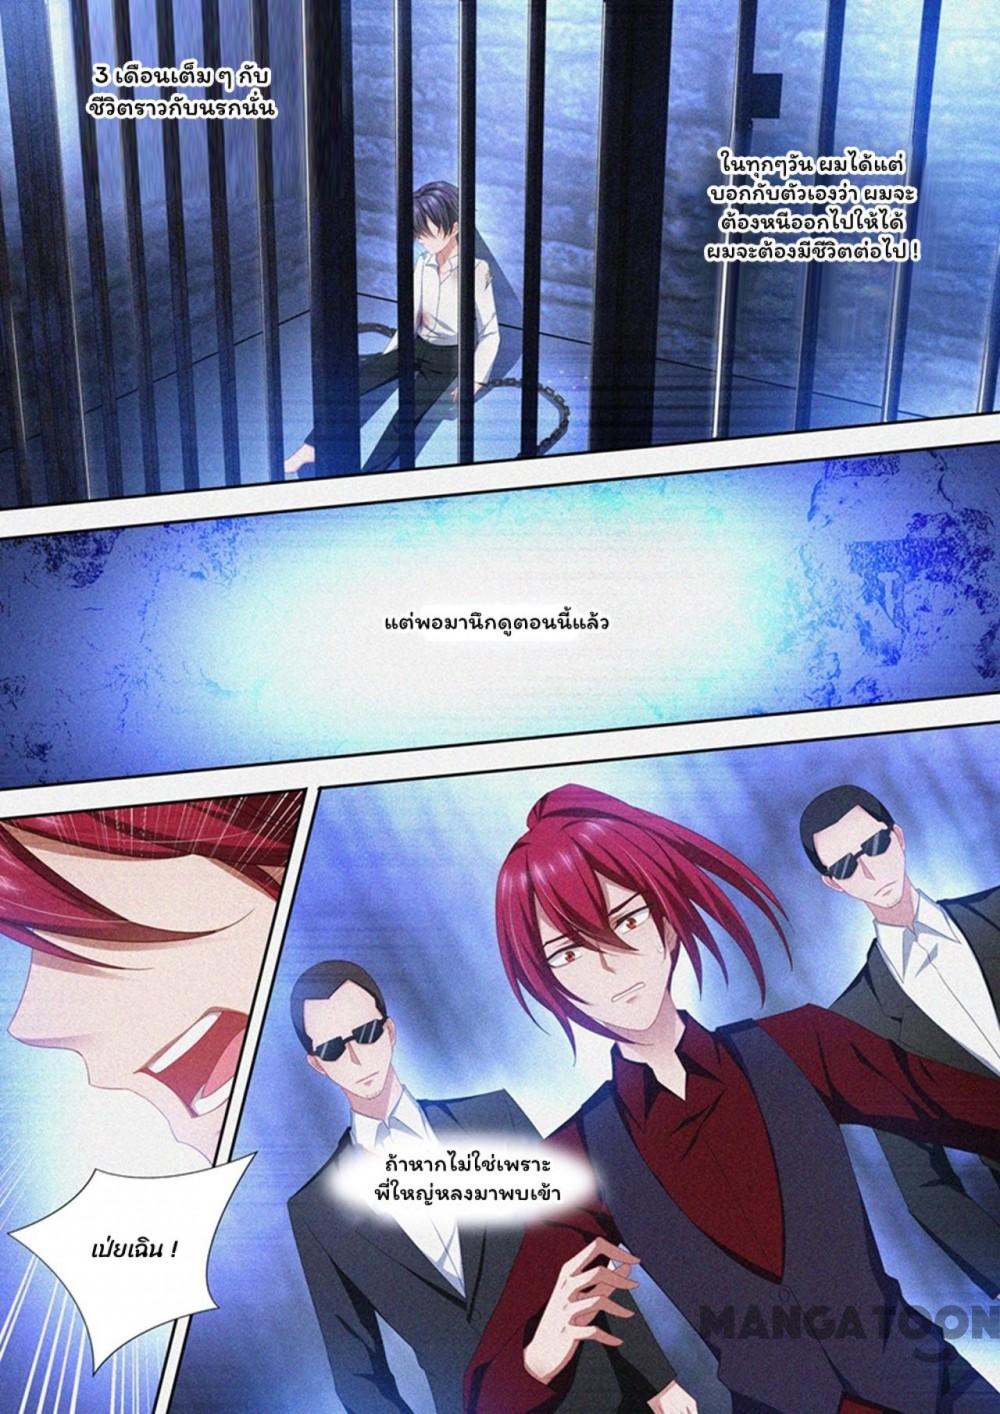 3 เดือนเต็ม ๆ กับ
ชีวิตราวกับนรกนั่น
ในทุกๆวัน ผมได้แต่
บอกกับตัวเองว่า ผมจะ
ต้องหนีออกไปให้ได้
ผมจะต้องมีชีวิตต่อไป !
แต่พอมานึกดูตอนนี้แล้ว
ถ้าหากไม่ใช่เพราะ
พี่ใหญ่หลงมาพบเข้า
เป่ยเฉิน !
MANGATOON